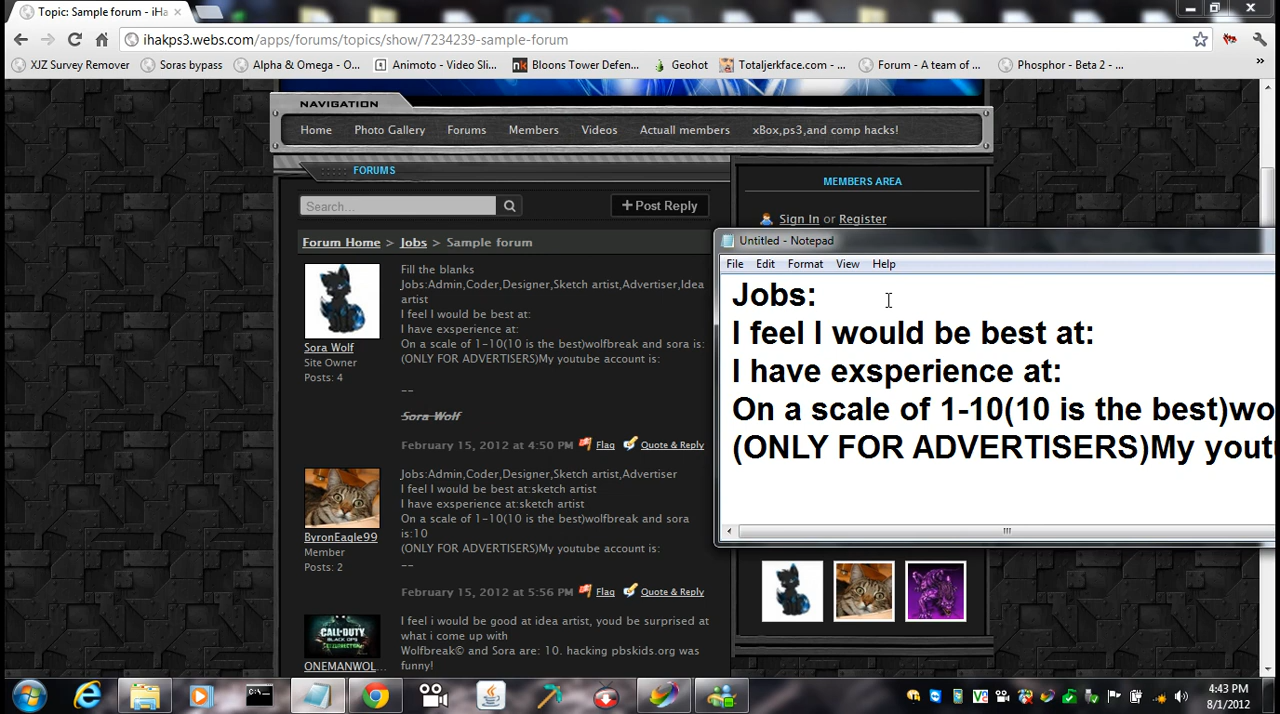 Topic: Sample forum - iHa
ihakps3.webs.com/apps/forums/topics/show/7234239-sample-forum
XJZ Survey Remover
Soras bypass
Alpha & Omega - O...
Animoto - Video Sli...
Bloons Tower Defen...
Geohot
Totaljerkface.com - ...
Forum - A team of ...
Phosphor - Beta 2 - ...
NAVIGATION
Home
Photo Gallery
Forums
Members
Videos
Actuall members
xBox,ps3,and comp hacks!
FORUMS
Search...
+ Post Reply
MEMBERS AREA
Sign In or Register
Forum Home > Jobs > Sample forum
Fill the blanks
Jobs:Admin,Coder,Designer,Sketch artist,Advertiser,Idea
artist
I feel I would be best at:
I have exsperience at:
On a scale of 1-10(10 is the best)wolfbreak and sora is:
(ONLY FOR ADVERTISERS)My youtube account is:
--
Sora Wolf
Sora Wolf
Site Owner
Posts: 4
February 15, 2012 at 4:50 PM
Flag
Quote & Reply
Jobs:Admin,Coder,Designer,Sketch artist,Advertiser
I feel I would be best at:sketch artist
I have exsperience at:sketch artist
On a scale of 1-10(10 is the best)wolfbreak and sora
is:10
(ONLY FOR ADVERTISERS)My youtube account is:
--
ByronEagle99
Member
Posts: 2
February 15, 2012 at 5:56 PM
Flag
Quote & Reply
I feel i would be good at idea artist, youd be surprised at
what i come up with
Wolfbreak© and Sora are: 10. hacking pbskids.org was
funny!
CALL OF DUTY
BLACK OPS
ONEMANWOL...
Untitled - Notepad
File Edit Format View Help
Jobs:
I feel I would be best at:
I have exsperience at:
On a scale of 1-10(10 is the best)wo
(ONLY FOR ADVERTISERS)My yout
4:43 PM
8/1/2012